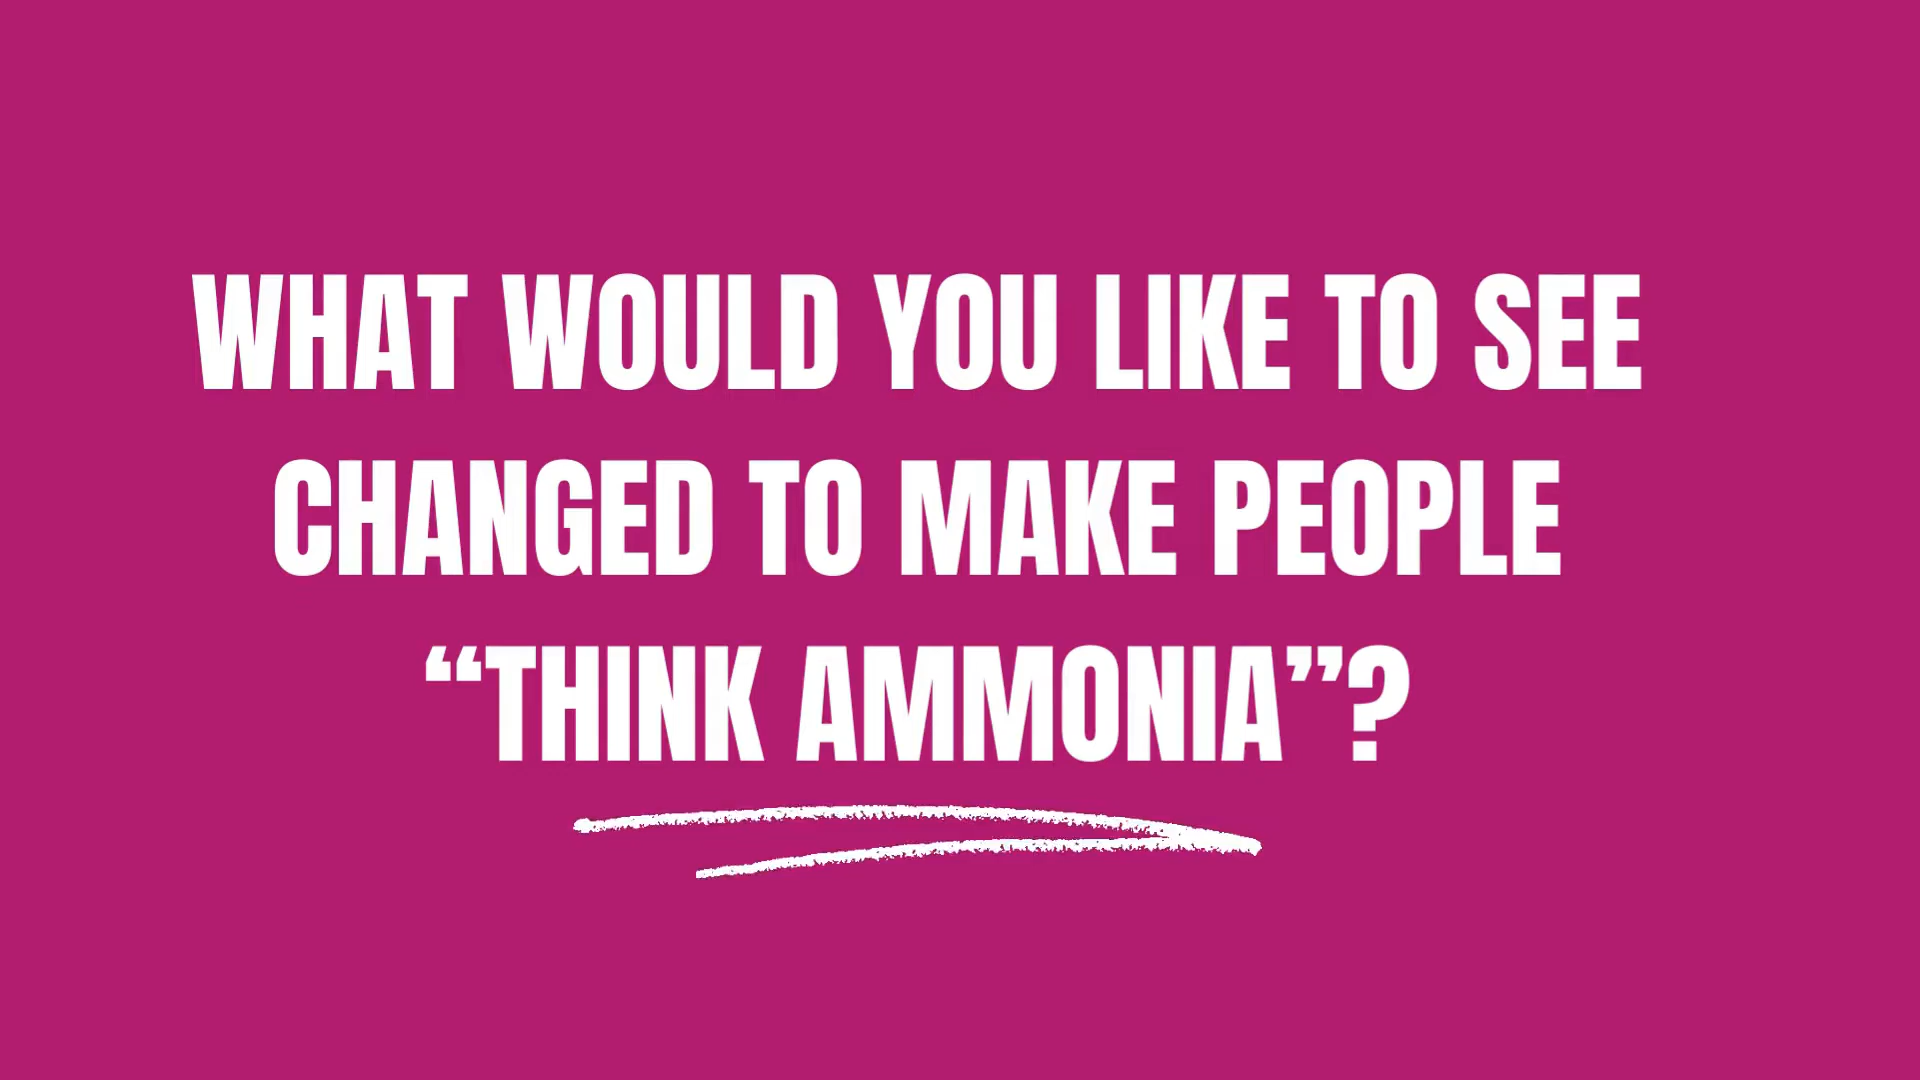 WHAT WOULD YOU LIKE TO SEE
CHANGED TO MAKE PEOPLE
“THINK AMMONIA”?